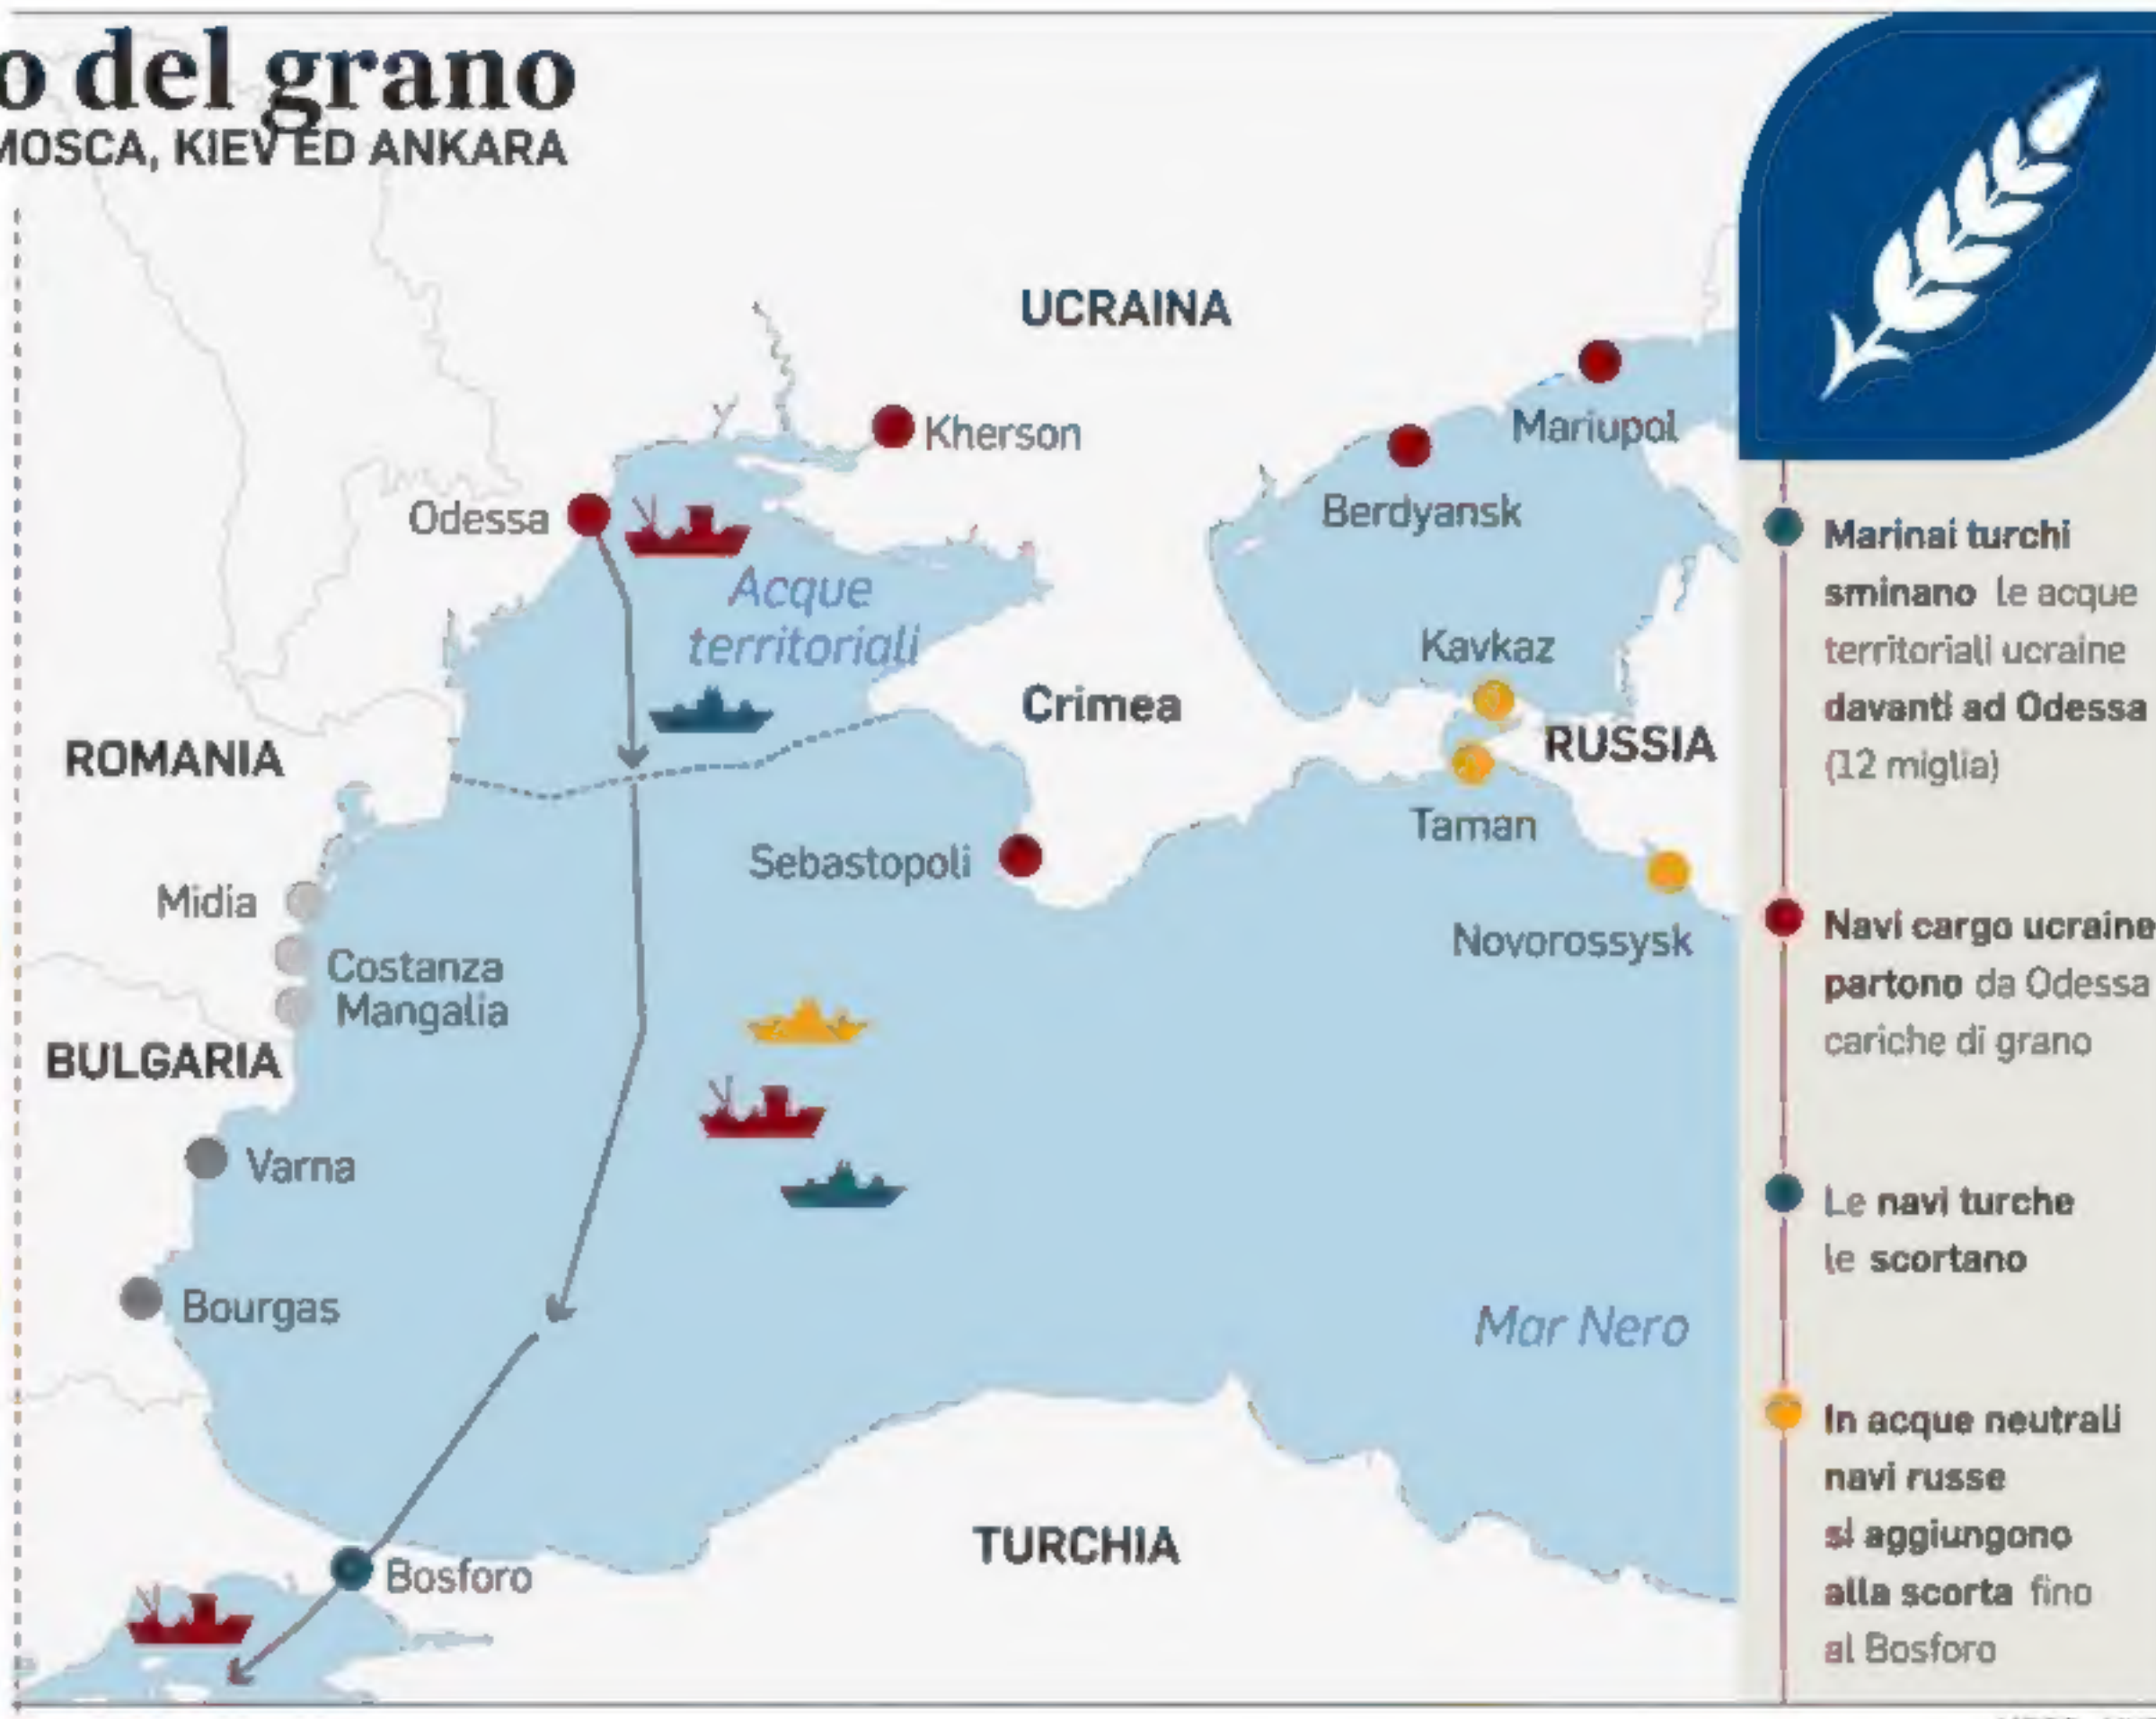 o del grano
MOSCA, KIEV ED ANKARA
UCRAINA
Kherson
Mariupol
Berdyansk
Odessa
Acque
territoriali
Kavkaz
Crimea
RUSSIA
ROMANIA
Taman
Sebastopoli
Midia
Novorossysk
Costanza
Mangalia
BULGARIA
Varna
Bourgas
Mar Nero
TURCHIA
Bosforo
Marinai turchi
sminano le acque
territoriali ucraine
davanti ad Odessa
(12 miglia)
Navi cargo ucraine
partono da Odessa
cariche di grano
Le navi turche
le scortano
In acque neutrali
navi russe
si aggiungono
alla scorta fino
al Bosforo